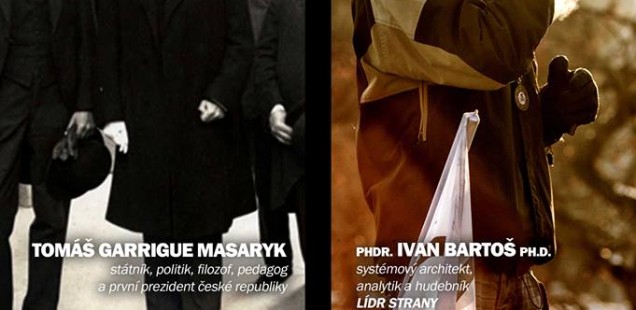 TOMÁŠ GARRIGUE MASARYK
státník, politik, filozof, pedagog
a první prezident české republiky
PHDR. IVAN BARTOŠ PH.D.
systémový architekt,
analytik a hudebník
LÍDR STRANY